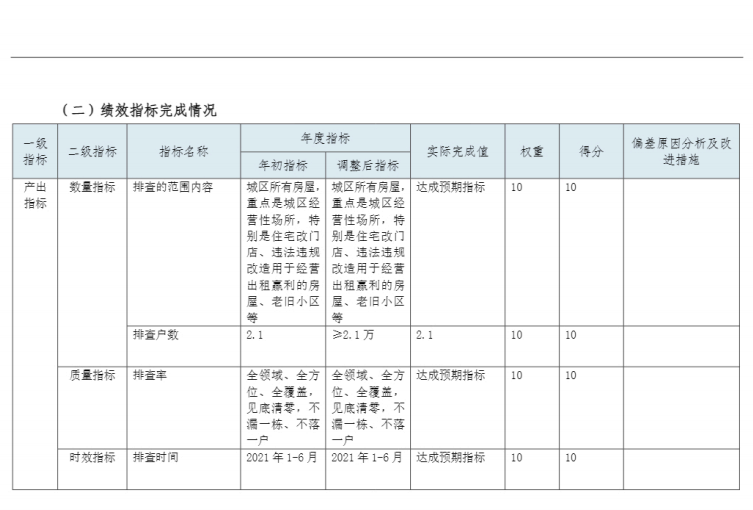 （二）绩效指标完成情况
一级
指标
二级指标
指标名称
年度指标
年初指标
调整后指标
实际完成值
权重
得分
偏差原因分析及改
进措施
产出
指标
数量指标
排查的范围内容
城区所有房屋，
重点是城区经
营性场所，特
别是住宅改门
店、违法违规
改造用于经营
出租赢利的房
屋、老旧小区
等
城区所有房屋，
重点是城区经
营性场所，特
别是住宅改门
店、违法违规
改造用于经营
出租赢利的房
屋、老旧小区
等
达成预期指标
10
10
排查户数
2.1
≥2.1万
2.1
10
10
质量指标
排查率
全领域、全方
位、全覆盖，
见底清零，不
漏一栋、不落
一户
全领域、全方
位、全覆盖，
见底清零，不
漏一栋、不落
一户
达成预期指标
10
10
时效指标
排查时间
2021年1-6月
2021年1-6月
达成预期指标
10
10